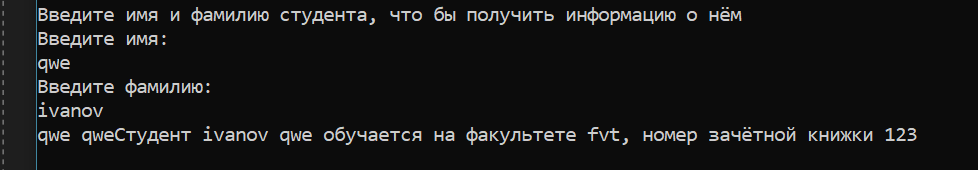 Введите имя и фамилию студента, что бы получить информацию о нём
Введите имя:
qwe
Введите фамилию:
ivanov
qwe qweСтудент ivanov qwe обучается на факультете fvt, номер зачётной книжки 123